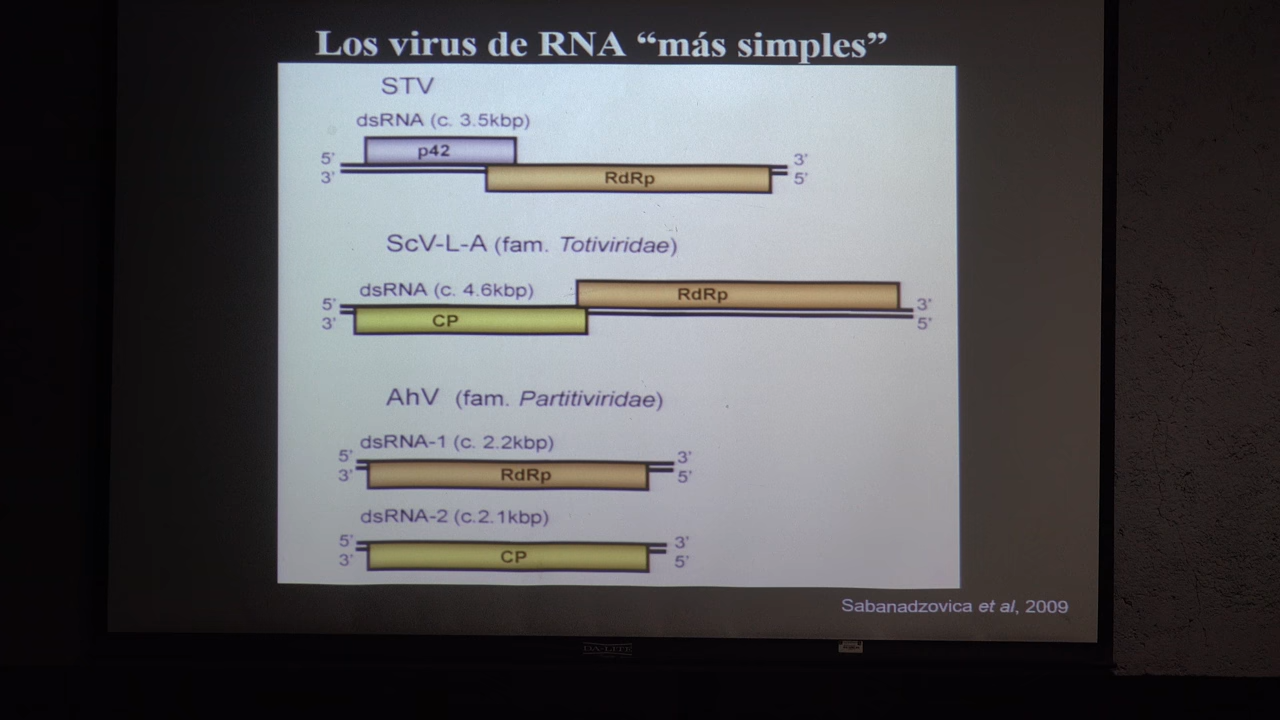 Los virus de RNA “más simples”
STV
dsRNA (c. 3.5kbp)
p42
5' 3'
3' 5'
RdRp
ScV-L-A (fam. Totiviridae)
dsRNA (c. 4.6kbp)
RdRp
5' 3'
3' 5'
CP
AhV (fam. Partitiviridae)
dsRNA-1 (c. 2.2kbp)
5' 3'
3' 5'
RdRp
dsRNA-2 (c.2.1kbp)
5' 3'
3' 5'
CP
Sabanadzovica et al, 2009
DA-LITE